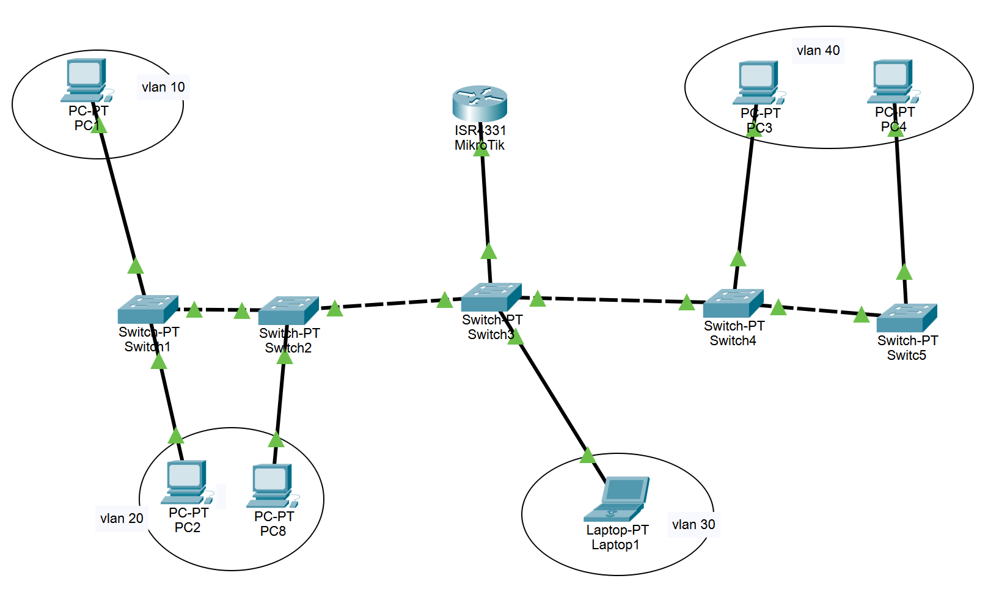 vlan 40
vlan 10
PC-PT
PC1
ISR4331
MikroTik
PC-PT
PC3
PC-PT
PC4
Switch-PT
Switch1
Switch-PT
Switch2
Switch-PT
Switch3
Switch-PT
Switch4
Switch-PT
Switc5
vlan 20
PC-PT
PC2
PC-PT
PC8
Laptop-PT
Laptop1
vlan 30